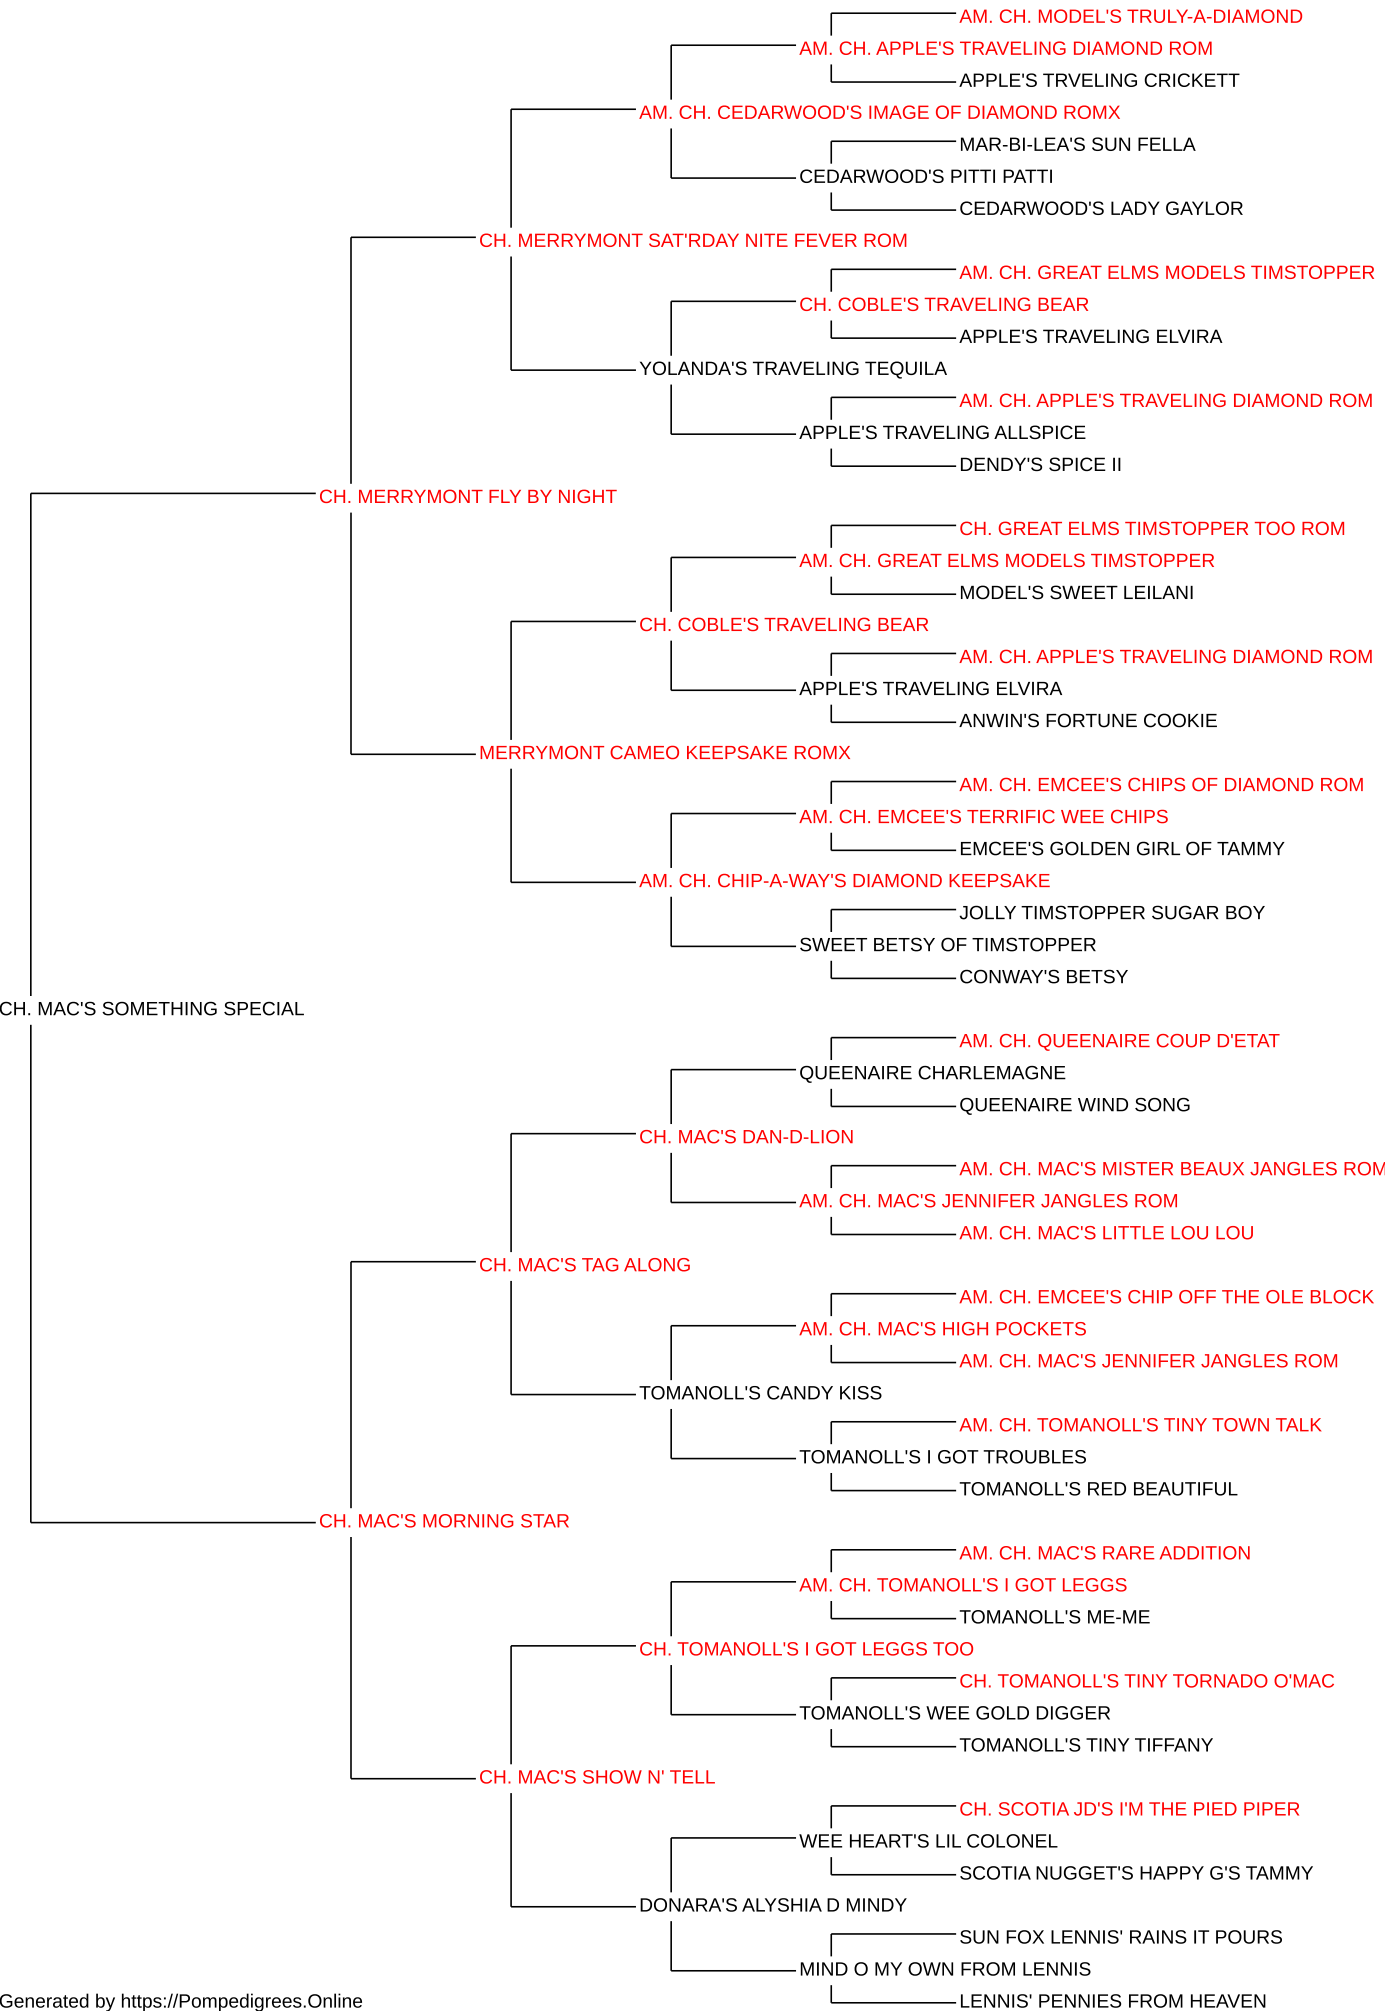 AM. CH. MODEL'S TRULY-A-DIAMOND
AM. CH. APPLE'S TRAVELING DIAMOND ROM
APPLE'S TRVELING CRICKETT
AM. CH. CEDARWOOD'S IMAGE OF DIAMOND ROMX
MAR-BI-LEA'S SUN FELLA
CEDARWOOD'S PITTI PATTI
CEDARWOOD'S LADY GAYLOR
CH. MERRYMONT SAT'RDAY NITE FEVER ROM
AM. CH. GREAT ELMS MODELS TIMSTOPPER
CH. COBLE'S TRAVELING BEAR
APPLE'S TRAVELING ELVIRA
YOLANDA'S TRAVELING TEQUILA
AM. CH. APPLE'S TRAVELING DIAMOND ROM
APPLE'S TRAVELING ALLSPICE
DENDY'S SPICE II
CH. MERRYMONT FLY BY NIGHT
CH. GREAT ELMS TIMSTOPPER TOO ROM
AM. CH. GREAT ELMS MODELS TIMSTOPPER
MODEL'S SWEET LEILANI
CH. COBLE'S TRAVELING BEAR
AM. CH. APPLE'S TRAVELING DIAMOND ROM
APPLE'S TRAVELING ELVIRA
ANWIN'S FORTUNE COOKIE
MERRYMONT CAMEO KEEPSAKE ROMX
AM. CH. EMCEE'S CHIPS OF DIAMOND ROM
AM. CH. EMCEE'S TERRIFIC WEE CHIPS
EMCEE'S GOLDEN GIRL OF TAMMY
AM. CH. CHIP-A-WAY'S DIAMOND KEEPSAKE
JOLLY TIMSTOPPER SUGAR BOY
SWEET BETSY OF TIMSTOPPER
CONWAY'S BETSY
CH. MAC'S SOMETHING SPECIAL
AM. CH. QUEENAIRE COUP D'ETAT
QUEENAIRE CHARLEMAGNE
QUEENAIRE WIND SONG
CH. MAC'S DAN-D-LION
AM. CH. MAC'S MISTER BEAUX JANGLES ROM
AM. CH. MAC'S JENNIFER JANGLES ROM
AM. CH. MAC'S LITTLE LOU LOU
CH. MAC'S TAG ALONG
AM. CH. EMCEE'S CHIP OFF THE OLE BLOCK
AM. CH. MAC'S HIGH POCKETS
AM. CH. MAC'S JENNIFER JANGLES ROM
TOMANOLL'S CANDY KISS
AM. CH. TOMANOLL'S TINY TOWN TALK
TOMANOLL'S I GOT TROUBLES
TOMANOLL'S RED BEAUTIFUL
CH. MAC'S MORNING STAR
AM. CH. MAC'S RARE ADDITION
AM. CH. TOMANOLL'S I GOT LEGGS
TOMANOLL'S ME-ME
CH. TOMANOLL'S I GOT LEGGS TOO
CH. TOMANOLL'S TINY TORNADO O'MAC
TOMANOLL'S WEE GOLD DIGGER
TOMANOLL'S TINY TIFFANY
CH. MAC'S SHOW N' TELL
CH. SCOTIA JD'S I'M THE PIED PIPER
WEE HEART'S LIL COLONEL
SCOTIA NUGGET'S HAPPY G'S TAMMY
DONARA'S ALYSHIA D MINDY
SUN FOX LENNIS' RAINS IT POURS
MIND O MY OWN FROM LENNIS
LENNIS' PENNIES FROM HEAVEN
Generated by https://Pompedigrees.Online